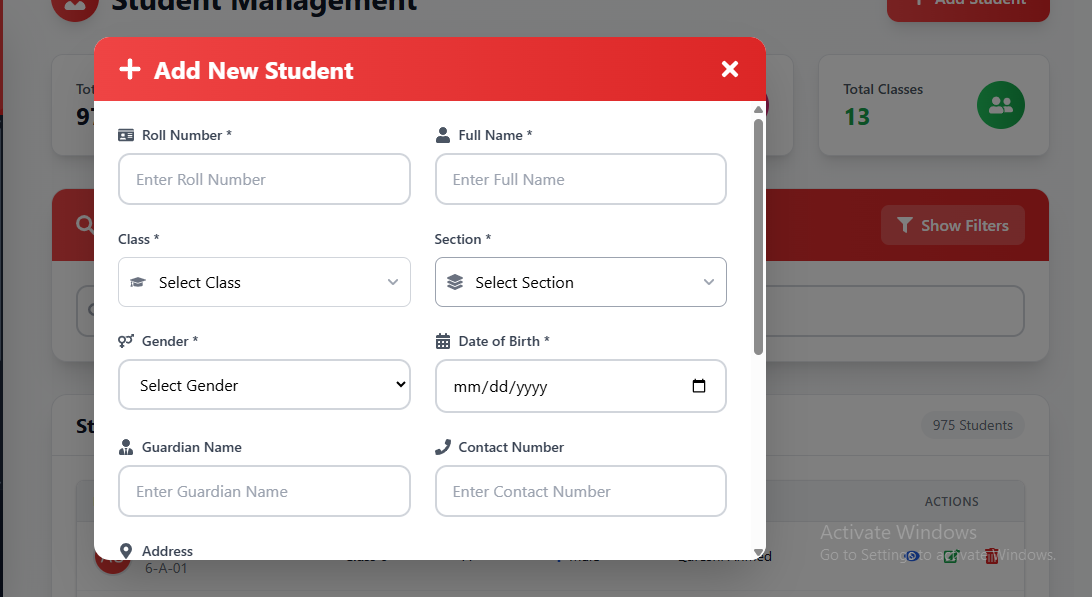 Student Management
Add Student
Add New Student
Total Classes
13
Roll Number *
Full Name *
Enter Roll Number
Enter Full Name
Show Filters
Class *
Section *
Select Class
Select Section
Gender *
Date of Birth *
Select Gender
mm/dd/yyyy
975 Students
Guardian Name
Contact Number
Enter Guardian Name
Enter Contact Number
ACTIONS
Activate Windows
Go to Settings to activate Windows.
Address
6-A-01